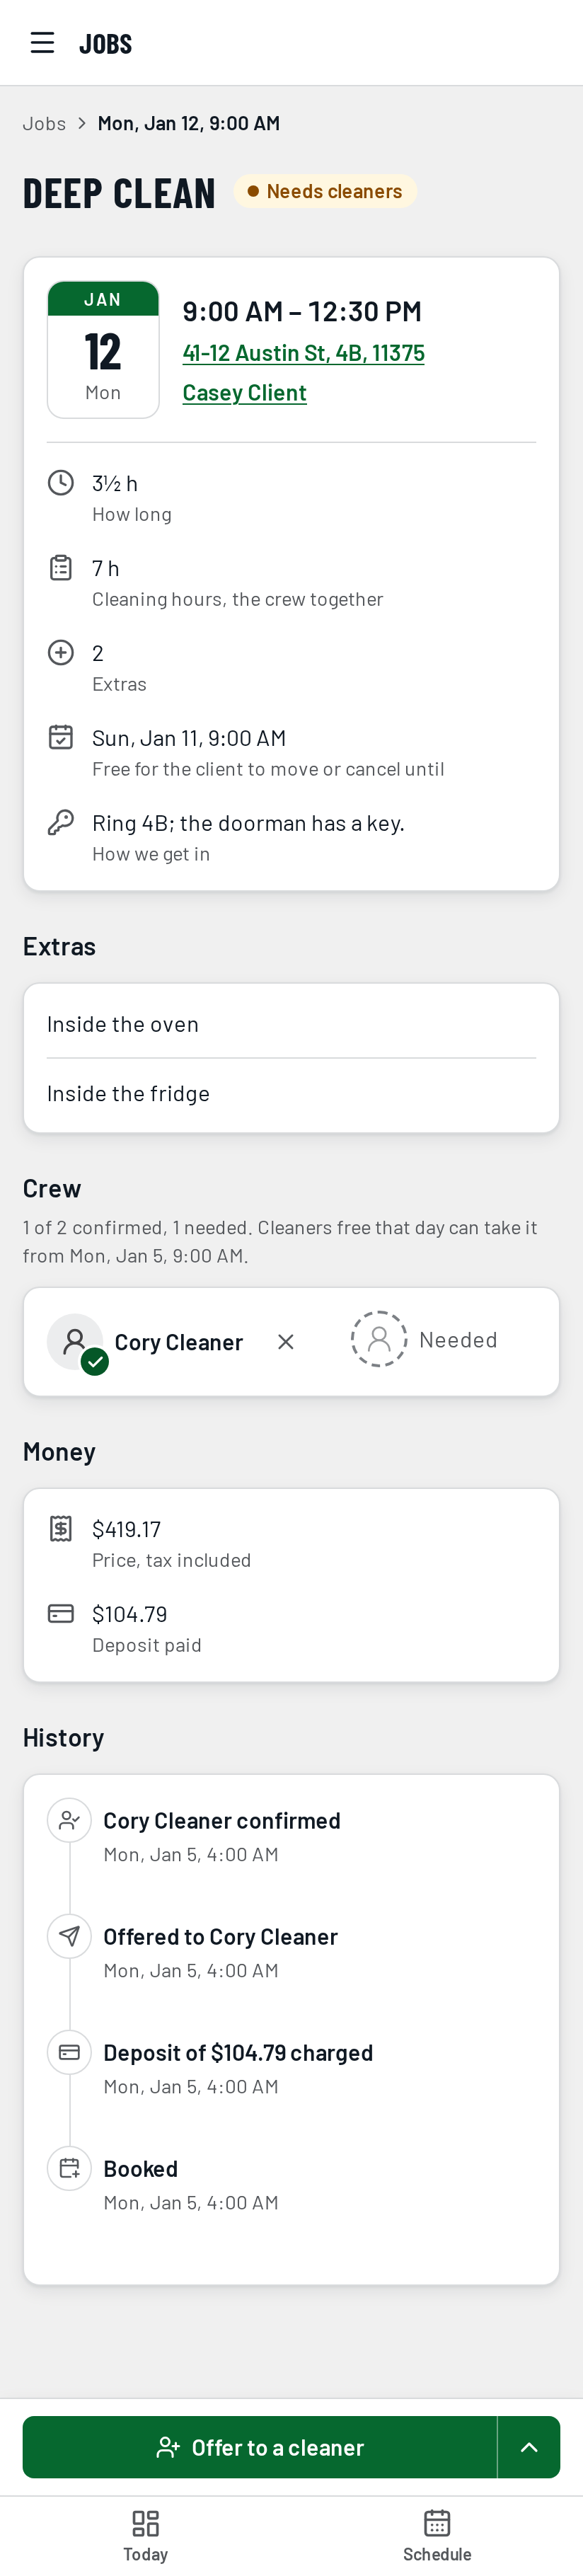 JOBS
Jobs > Mon, Jan 12, 9:00 AM
DEEP CLEAN
Needs cleaners
JAN
12
Mon
9:00 AM – 12:30 PM
41-12 Austin St, 4B, 11375
Casey Client
3½ h
How long
7 h
Cleaning hours, the crew together
2
Extras
Sun, Jan 11, 9:00 AM
Free for the client to move or cancel until
Ring 4B; the doorman has a key.
How we get in
Extras
Inside the oven
Inside the fridge
Crew
1 of 2 confirmed, 1 needed. Cleaners free that day can take it
from Mon, Jan 5, 9:00 AM.
Cory Cleaner
Needed
Money
$419.17
Price, tax included
$104.79
Deposit paid
History
Cory Cleaner confirmed
Mon, Jan 5, 4:00 AM
Offered to Cory Cleaner
Mon, Jan 5, 4:00 AM
Deposit of $104.79 charged
Mon, Jan 5, 4:00 AM
Booked
Mon, Jan 5, 4:00 AM
Offer to a cleaner
Today
Schedule